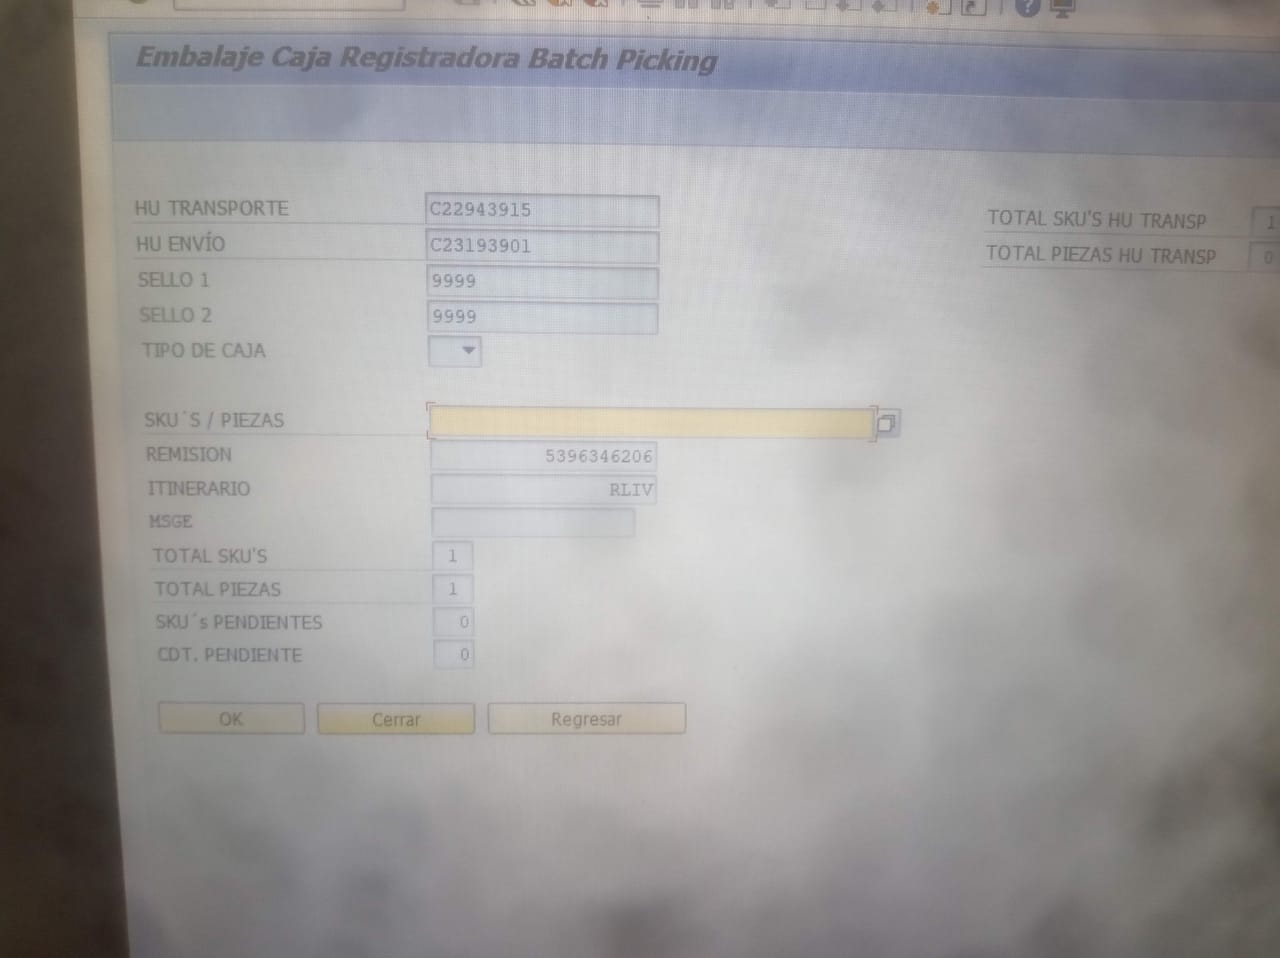 Embalaje Caja Registradora Batch Picking
HU TRANSPORTE C22943915 TOTAL SKU'S HU TRANSP 1
HU ENVÍO C23193901 TOTAL PIEZAS HU TRANSP 0
SELLO 1 9999
SELLO 2 9999
TIPO DE CAJA
SKU´S / PIEZAS
REMISION 5396346206
ITINERARIO RLIV
MSGE
TOTAL SKU'S 1
TOTAL PIEZAS 1
SKU´s PENDIENTES 0
CDT. PENDIENTE 0
OK Cerrar Regresar